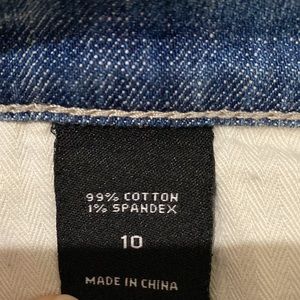 99% COTTON
1% SPANDEX
10
MADE IN CHINA